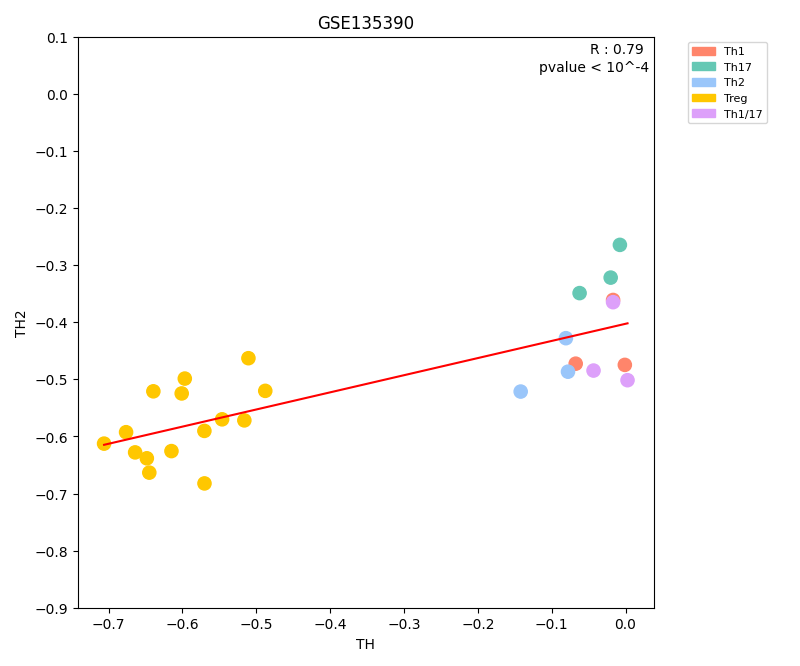 GSE135390
R : 0.79
pvalue < 10^-4
Th1
Th17
Th2
Treg
Th1/17
0.1
0.0
−0.1
−0.2
−0.3
−0.4
−0.5
−0.6
−0.7
−0.8
−0.9
TH2
−0.7 −0.6 −0.5 −0.4 −0.3 −0.2 −0.1 0.0
TH